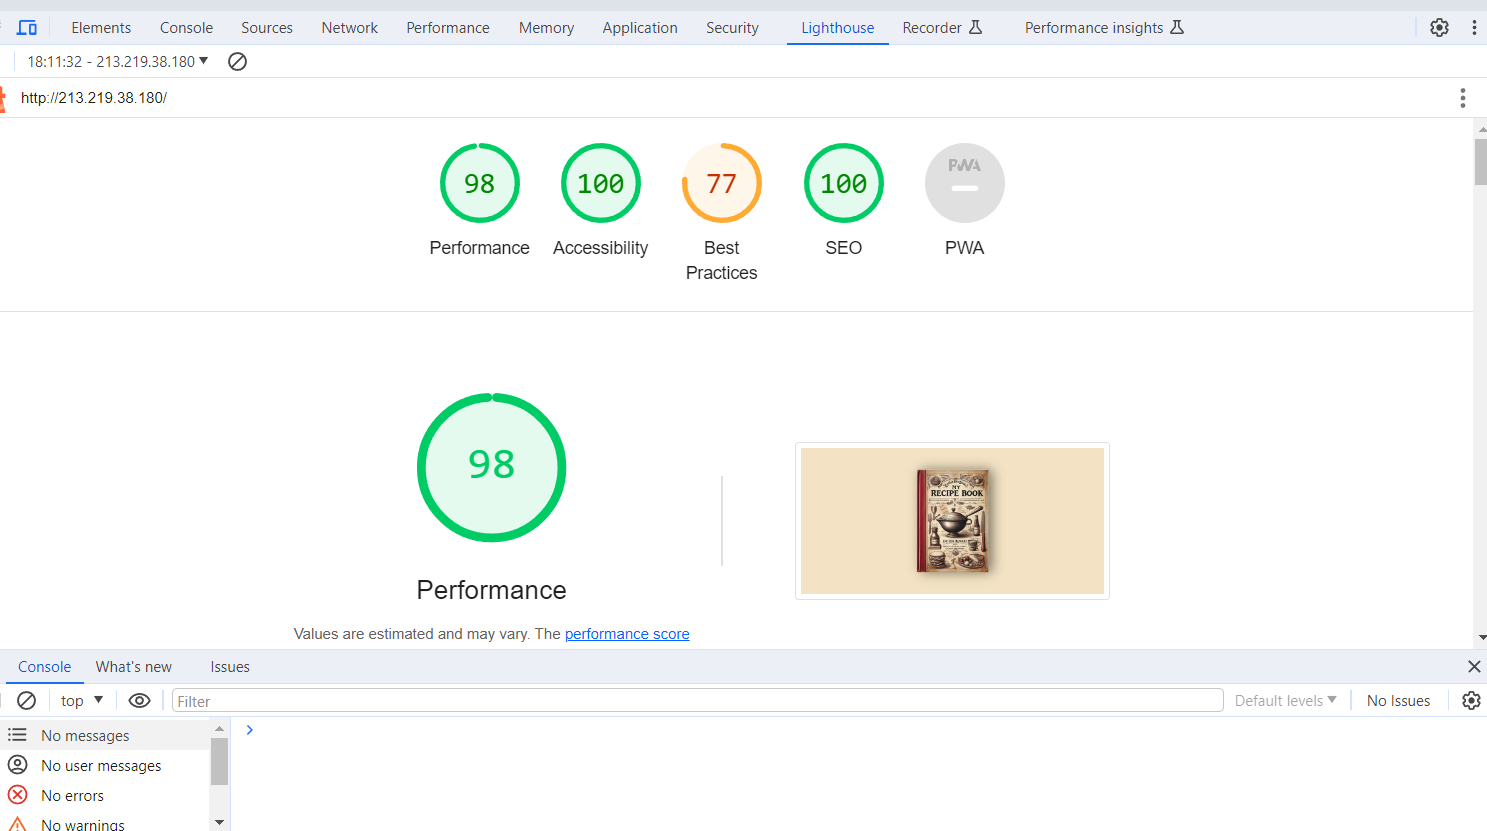 Elements Console Sources Network Performance Memory Application Security Lighthouse Recorder Performance insights
18:11:32 - 213.219.38.180
http://213.219.38.180/
98 100 77 100 PWA
Performance Accessibility Best Practices SEO PWA
98
Performance
MY
RECIPE BOOK
Values are estimated and may vary. The performance score
Console What's new Issues
top Filter Default levels No Issues
No messages
No user messages
No errors
No warnings